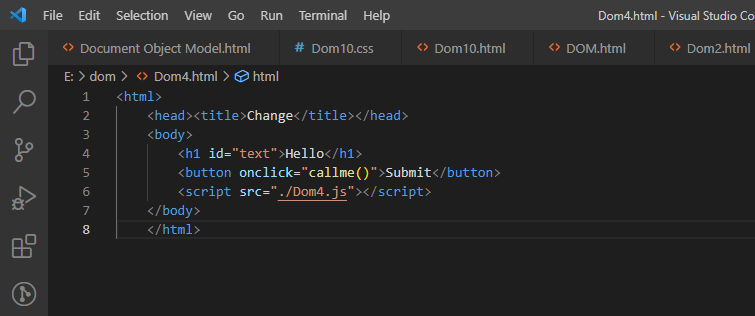 File Edit Selection View Go Run Terminal Help Dom4.html - Visual Studio Co
Document Object Model.html Dom10.css Dom10.html DOM.html Dom2.html
E: > dom > Dom4.html > html
1 <html>
2 <head><title>Change</title></head>
3 <body>
4 <h1 id="text">Hello</h1>
5 <button onclick="callme()">Submit</button>
6 <script src="./Dom4.js"></script>
7 </body>
8 </html>